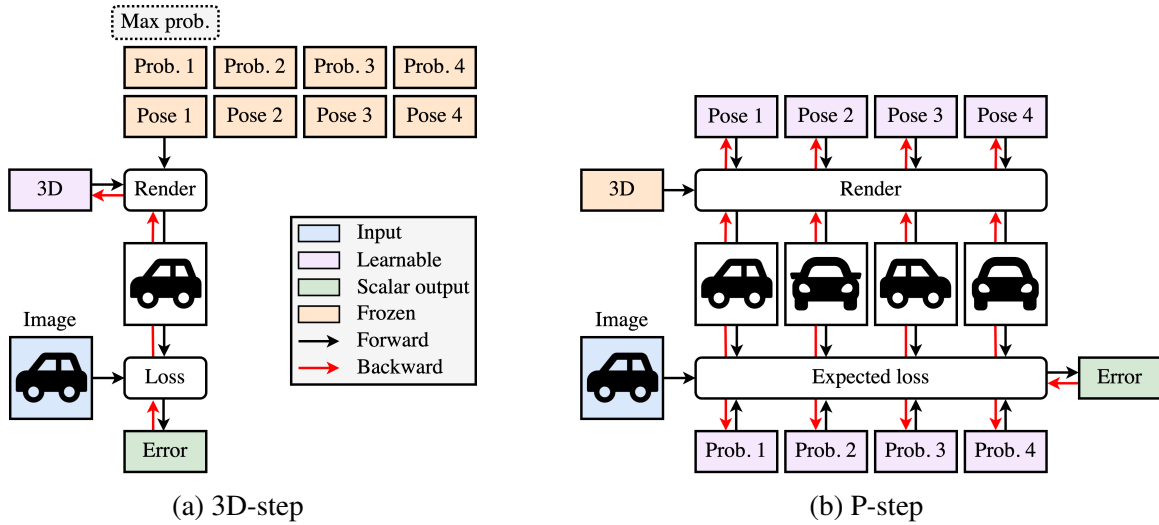 Max prob.
Prob. 1 Prob. 2 Prob. 3 Prob. 4
Pose 1 Pose 2 Pose 3 Pose 4
3D Render
Image
Loss
Error
Input
Learnable
Scalar output
Frozen
Forward
Backward
(a) 3D-step
Pose 1 Pose 2 Pose 3 Pose 4
3D Render
Image
Expected loss Error
Prob. 1 Prob. 2 Prob. 3 Prob. 4
(b) P-step